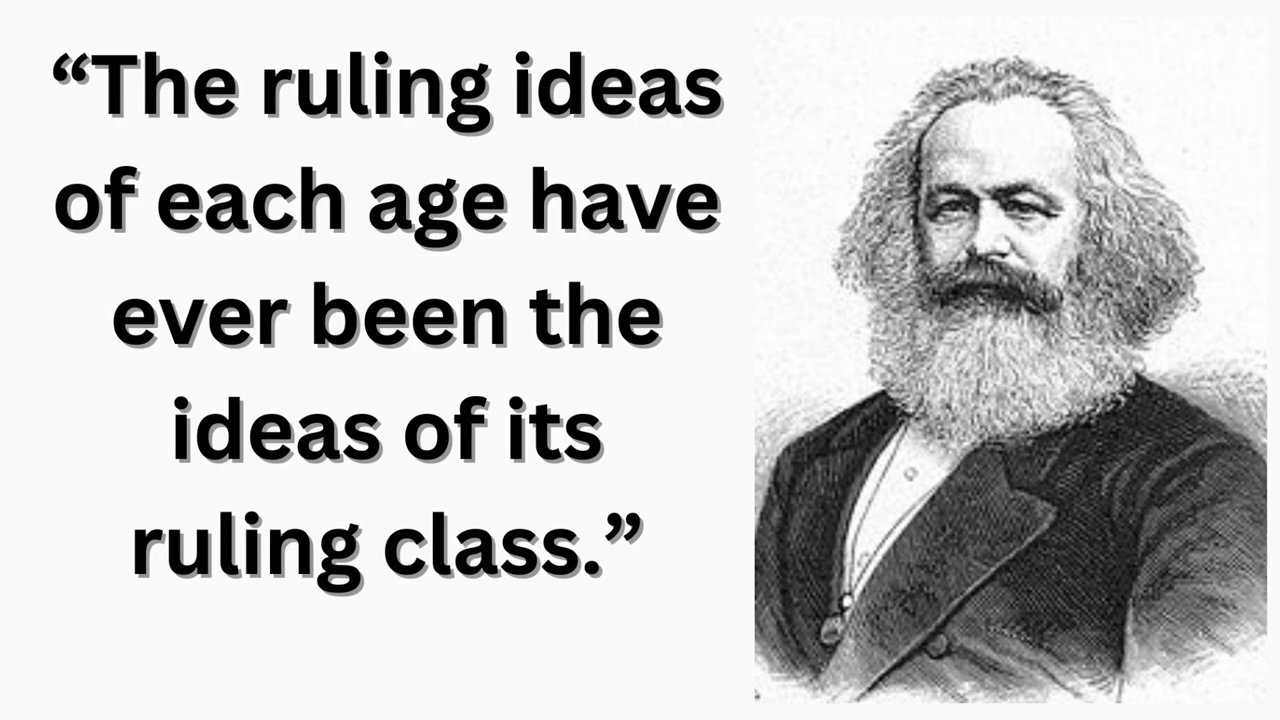 “The ruling ideas
of each age have
ever been the
ideas of its
ruling class.”